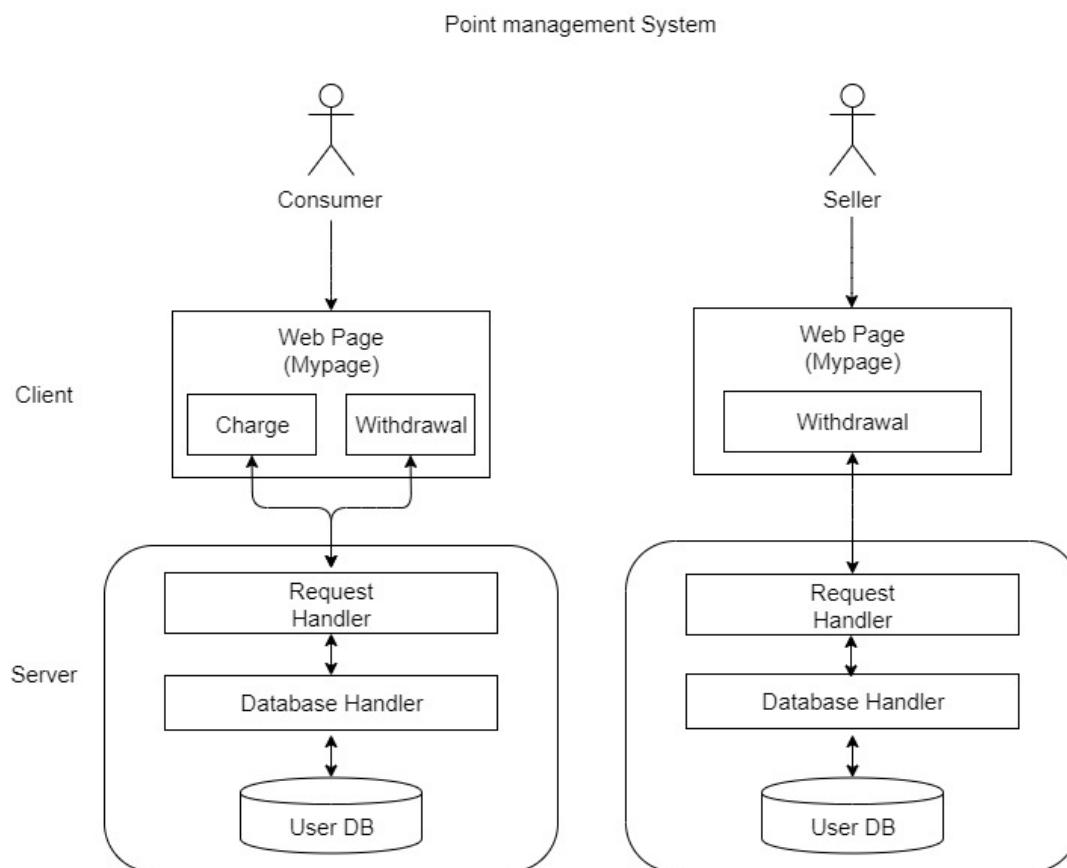 Point management System
Consumer
Seller
Web Page
(Mypage)
Charge
Withdrawal
Web Page
(Mypage)
Withdrawal
Client
Request
Handler
Database Handler
User DB
Request
Handler
Database Handler
User DB
Server